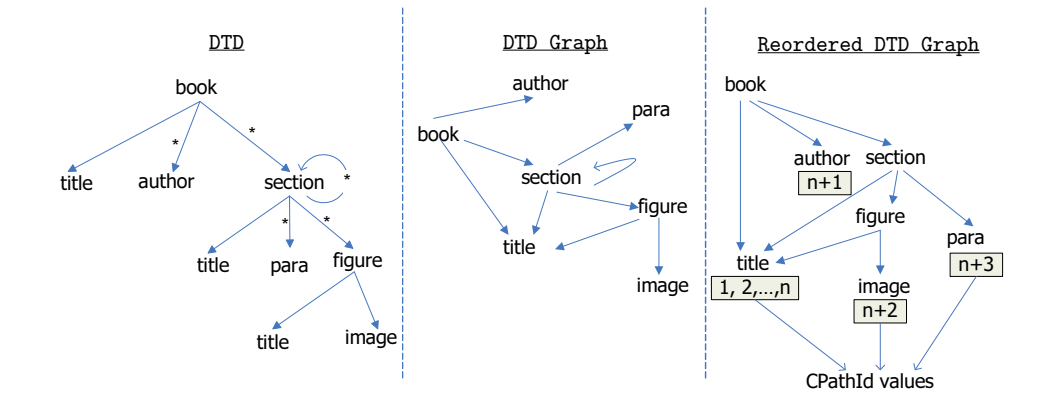 DTD
book
*
*
title
author
section
*
*
*
title
para
figure
title
image
DTD Graph
author
para
book
section
figure
title
image
Reordered DTD Graph
book
author
section
n+1
figure
para
title
n+3
1, 2,...,n
image
n+2
CPathId values